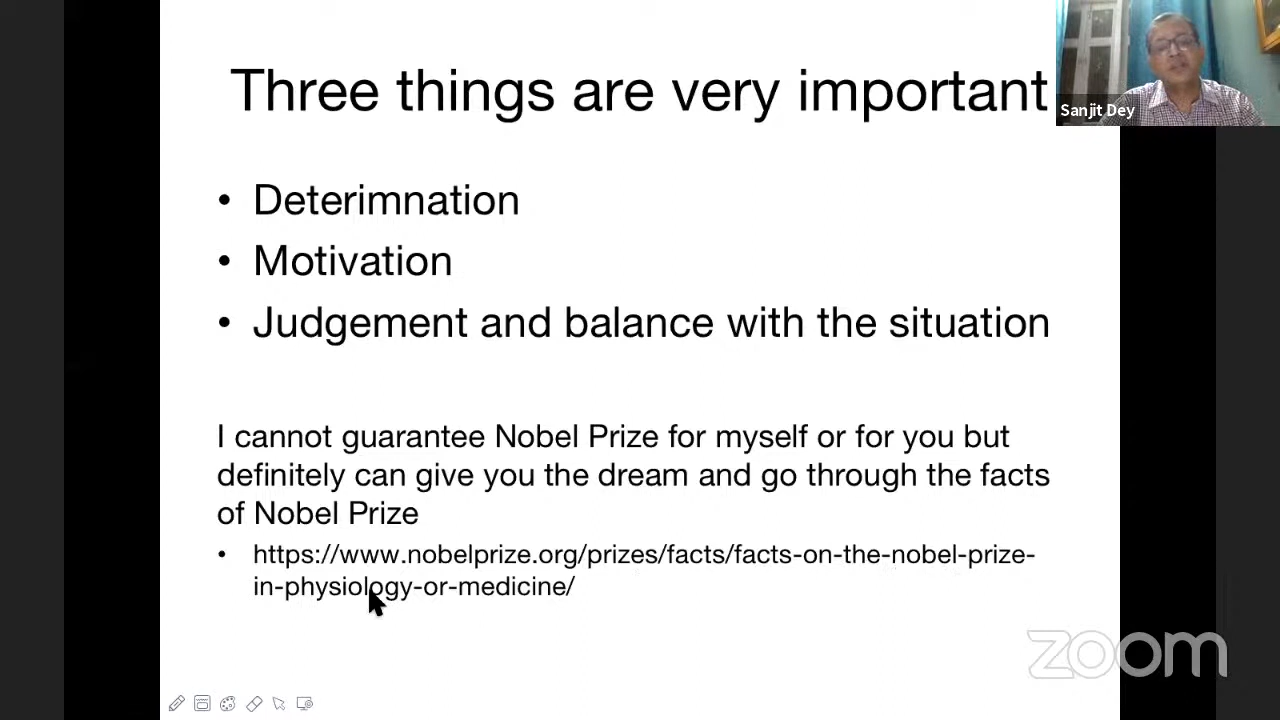 Three things are very important
Sanjit Dey
• Deterimnation
• Motivation
• Judgement and balance with the situation
I cannot guarantee Nobel Prize for myself or for you but
definitely can give you the dream and go through the facts
of Nobel Prize
• https://www.nobelprize.org/prizes/facts/facts-on-the-nobel-prize-
in-physiology-or-medicine/
zoom